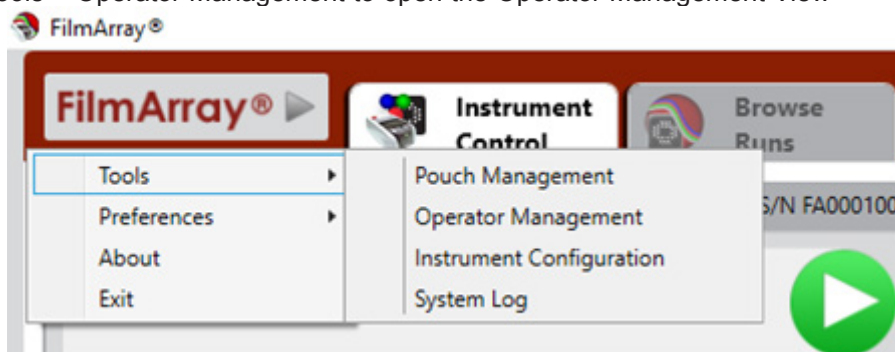 Operator Management to open the Operator Management View
FilmArray®
FilmArray®
Instrument
Control
Browse
Runs
Tools
Pouch Management
Preferences
Operator Management
S/N FA000100
About
Instrument Configuration
Exit
System Log